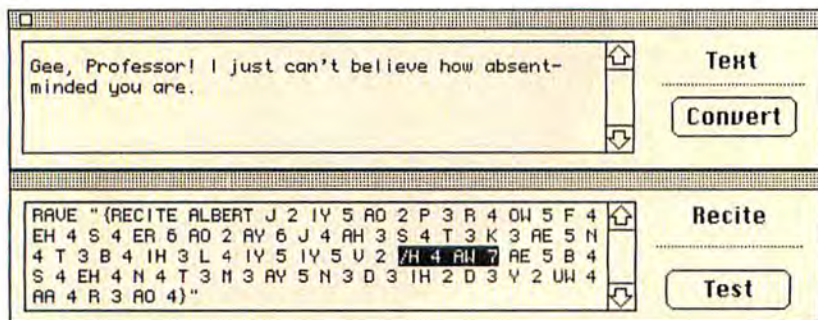 Gee, Professor! I just can't believe how absent-
minded you are.
Text
Convert
RAVE "{RECITE ALBERT J 2 IY 5 AO 2 P 3 R 4 OW 5 F 4
EH 4 S 4 ER 6 AO 2 AY 6 J 4 AH 3 S 4 T 3 K 3 AE 5 N
4 T 3 B 4 IH 3 L 4 IY 5 IY 5 V 2 /H 4 AW 7 AE 5 B 4
S 4 EH 4 N 4 T 3 M 3 AY 5 N 3 D 3 IH 2 D 3 Y 2 UW 4
AA 4 R 3 AO 4}"
Recite
Test